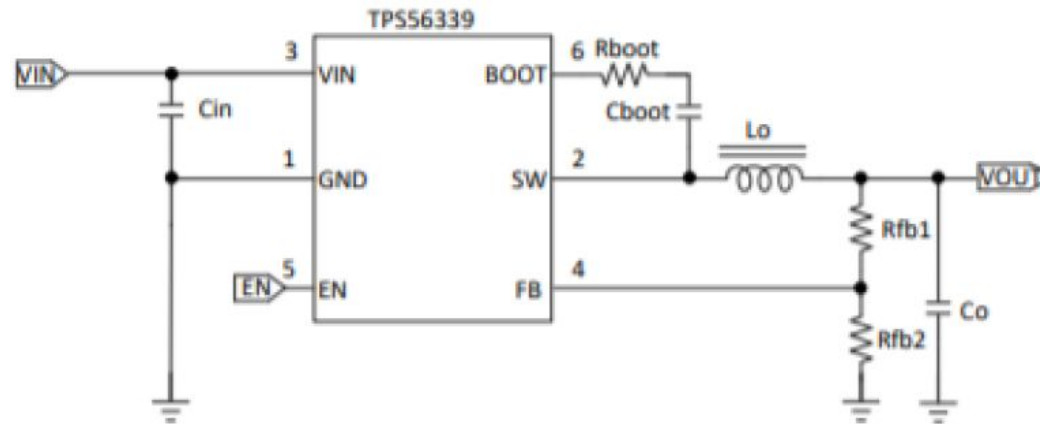 TPS56339
VIN
3
VIN
BOOT
6
Rboot
Cin
Cboot
Lo
1
GND
SW
2
VOUT
Rfb1
EN
5
EN
FB
4
Co
Rfb2